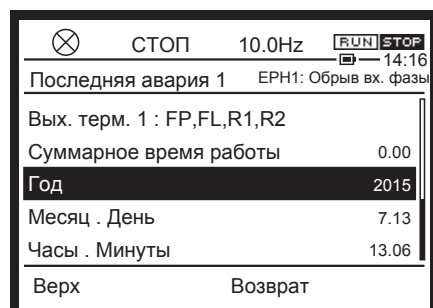 СТОП 10.0Hz RUN STOP
14:16
Последняя авария 1 EPH1: Обрыв вх. фазы
Вых. терм. 1 : FP,FL,R1,R2
Суммарное время работы 0.00
Год 2015
Месяц . День 7.13
Часы . Минуты 13.06
Верх Возврат